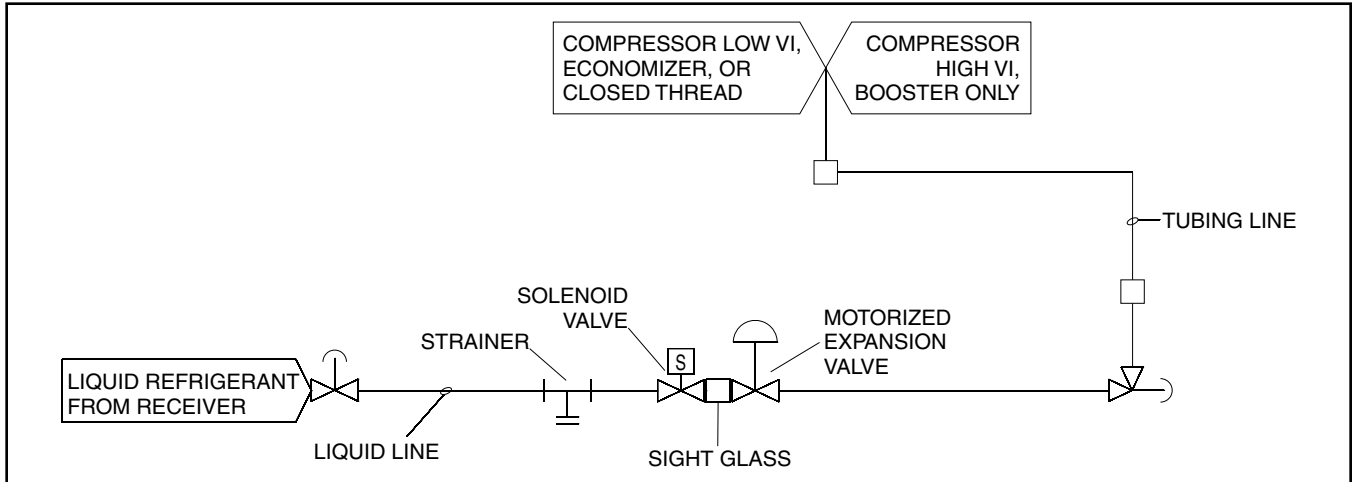 COMPRESSOR LOW VI,
ECONOMIZER, OR
CLOSED THREAD
COMPRESSOR
HIGH VI,
BOOSTER ONLY
TUBING LINE
SOLENOID
VALVE
S
MOTORIZED
EXPANSION
VALVE
STRAINER
LIQUID REFRIGERANT
FROM RECEIVER
LIQUID LINE
SIGHT GLASS